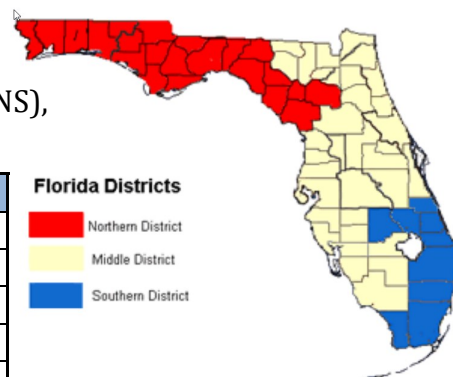 NS),
Florida Districts
Northern District
Middle District
Southern District